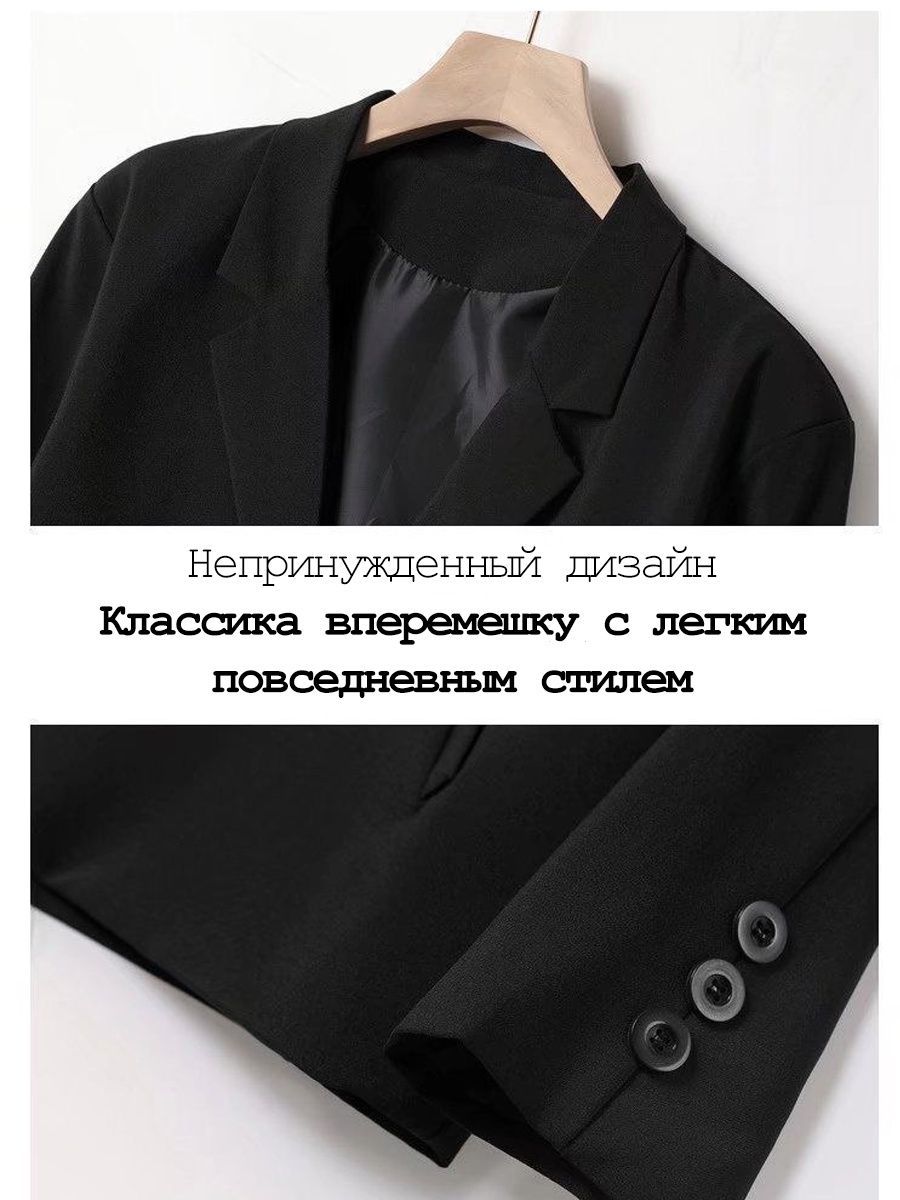 Непринужденный дизайн
Классика вперемешку с легким
повседневным стилем